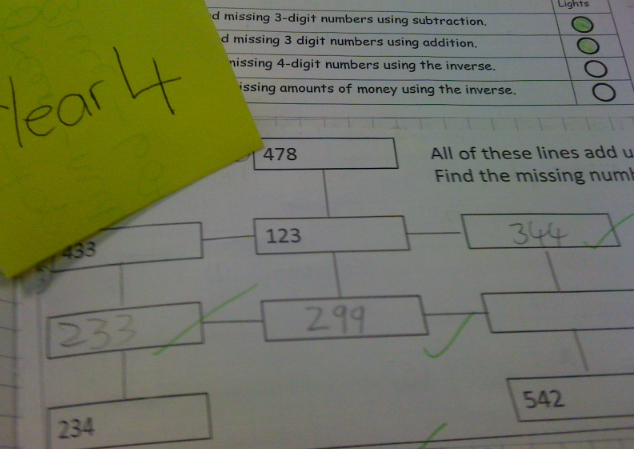 Lights
d missing 3-digit numbers using subtraction.
d missing 3 digit numbers using addition.
missing 4-digit numbers using the inverse.
issing amounts of money using the inverse.
Year 4
478
All of these lines add u
Find the missing num
433
123
344
233
299
234
542